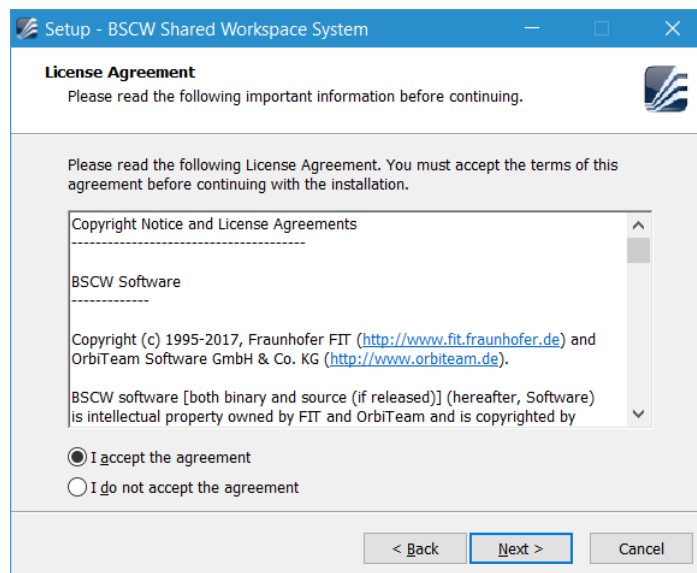 Setup - BSCW Shared Workspace System
License Agreement
Please read the following important information before continuing.
Please read the following License Agreement. You must accept the terms of this
agreement before continuing with the installation.
Copyright Notice and License Agreements
---------------------------------------
BSCW Software
-------------
Copyright (c) 1995-2017, Fraunhofer FIT (http://www.fit.fraunhofer.de) and
OrbiTeam Software GmbH & Co. KG (http://www.orbiteam.de).
BSCW software [both binary and source (if released)] (hereafter, Software)
is intellectual property owned by FIT and OrbiTeam and is copyrighted by
I accept the agreement
I do not accept the agreement
< Back Next > Cancel